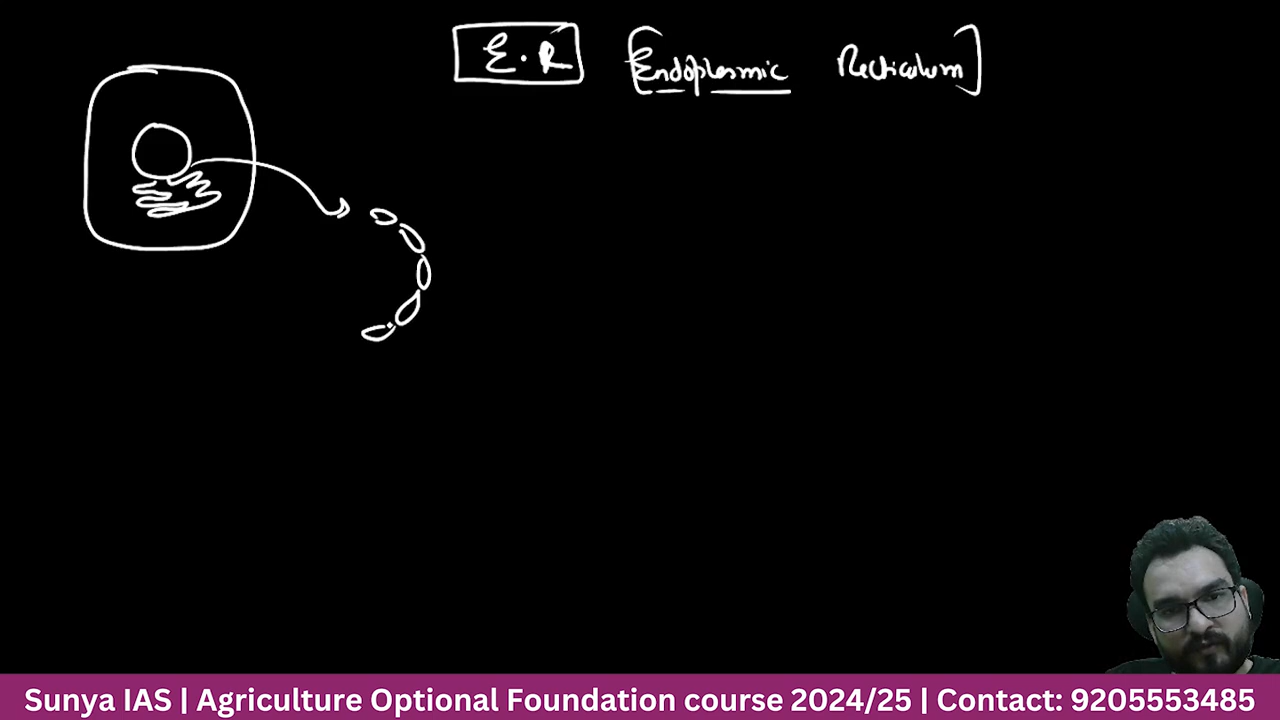 E.R [Endoplasmic Recticulum]
Sunya IAS | Agriculture Optional Foundation course 2024/25 | Contact: 9205553485